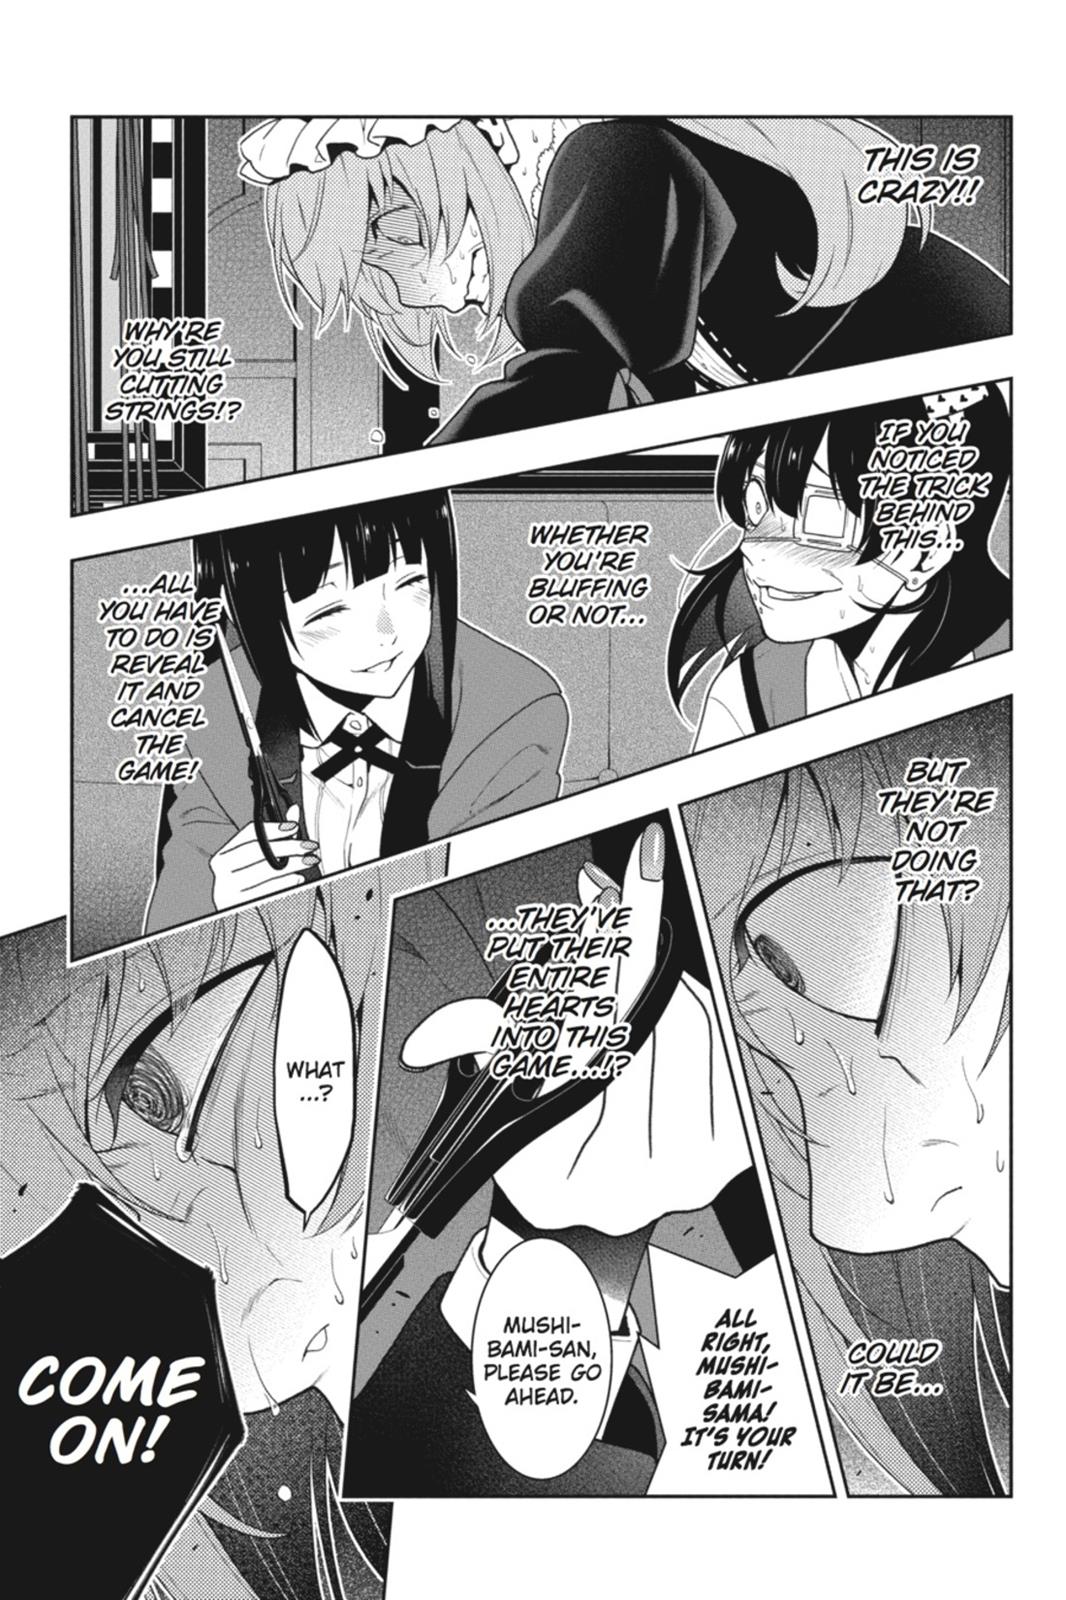 THIS IS
CRAZY!!
WHY'RE
YOU STILL
CUTTING
STRINGS!?
IF YOU
NOTICED
THE TRICK
BEHIND
THIS...
WHETHER
YOU'RE
BLUFFING
OR NOT...
...ALL
YOU HAVE
TO DO IS
REVEAL
IT AND
CANCEL
THE
GAME!
BUT
THEY'RE
NOT
DOING
THAT?
COULD
IT BE...
...THEY'VE
PUT THEIR
ENTIRE
HEARTS
INTO THIS
GAME...!?
ALL
RIGHT,
MUSHI-
BAMI-
SAMA!
IT'S YOUR
TURN!
MUSHI-
BAMI-SAN,
PLEASE GO
AHEAD.
WHAT
...?
COME
ON!